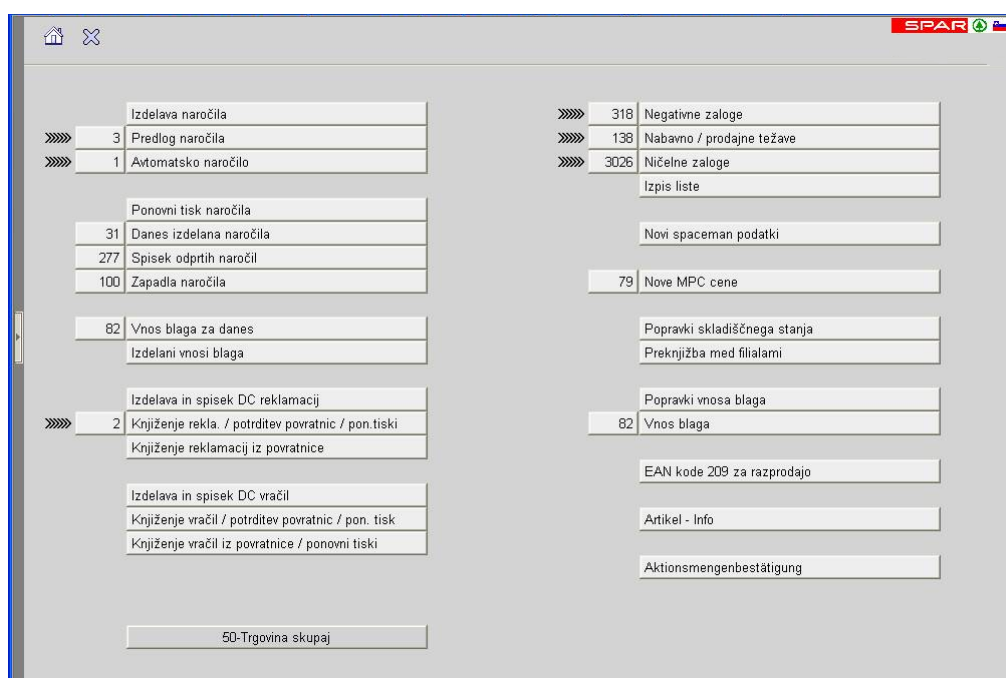 SPAR
Izdelava naročila
3 Predlog naročila
1 Avtomatsko naročilo
Ponovni tisk naročila
31 Danes izdelana naročila
277 Spisek odprtih naročil
100 Zapadla naročila
82 Vnos blaga za danes
Izdelani vnosi blaga
Izdelava in spisek DC reklamacij
2 Knjiženje rekla. / potrditev povratnic / pon.tiski
Knjiženje reklamacij iz povratnice
Izdelava in spisek DC vračil
Knjiženje vračil / potrditev povratnic / pon. tisk
Knjiženje vračil iz povratnice / ponovni tiski
50-Trgovina skupaj
318 Negativne zaloge
138 Nabavno / prodajne težave
3026 Ničelne zaloge
Izpis liste
Novi spaceman podatki
79 Nove MPC cene
Popravki skladiščnega stanja
Preknjižba med filialami
Popravki vnosa blaga
82 Vnos blaga
EAN kode 209 za razprodajo
Artikel - Info
Aktionsmengenbestätigung